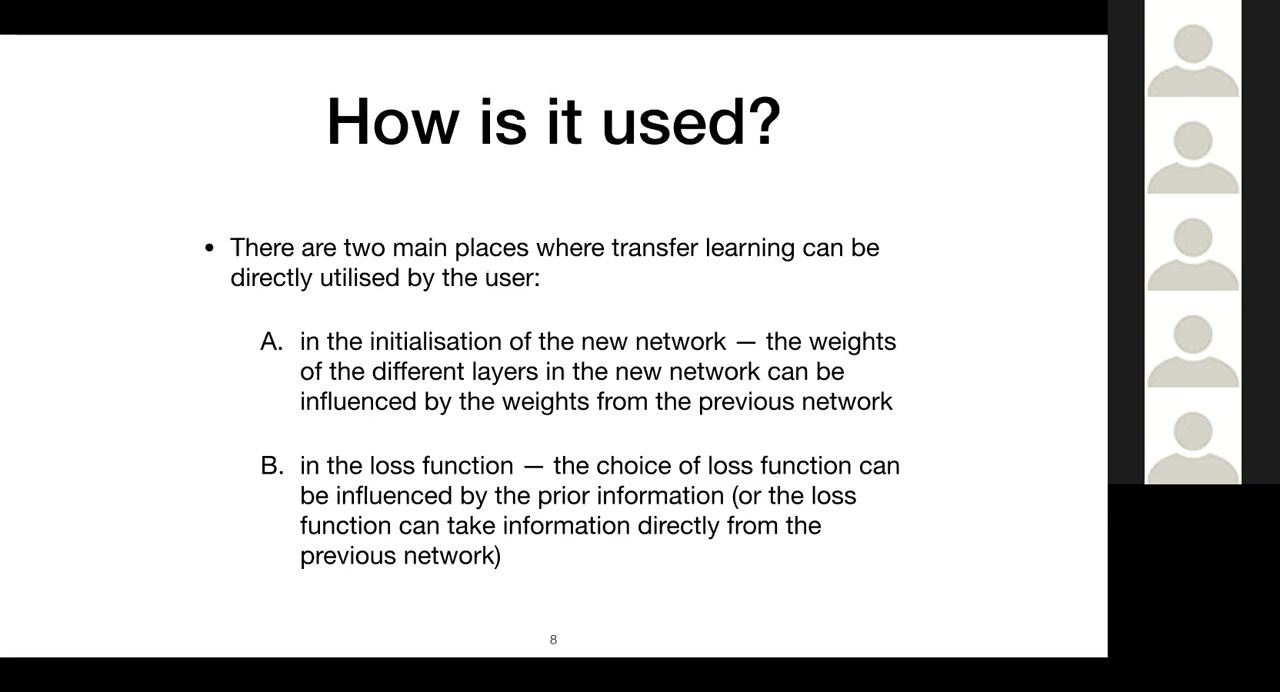 How is it used?
• There are two main places where transfer learning can be
directly utilised by the user:
A. in the initialisation of the new network — the weights
of the different layers in the new network can be
influenced by the weights from the previous network
B. in the loss function — the choice of loss function can
be influenced by the prior information (or the loss
function can take information directly from the
previous network)
8